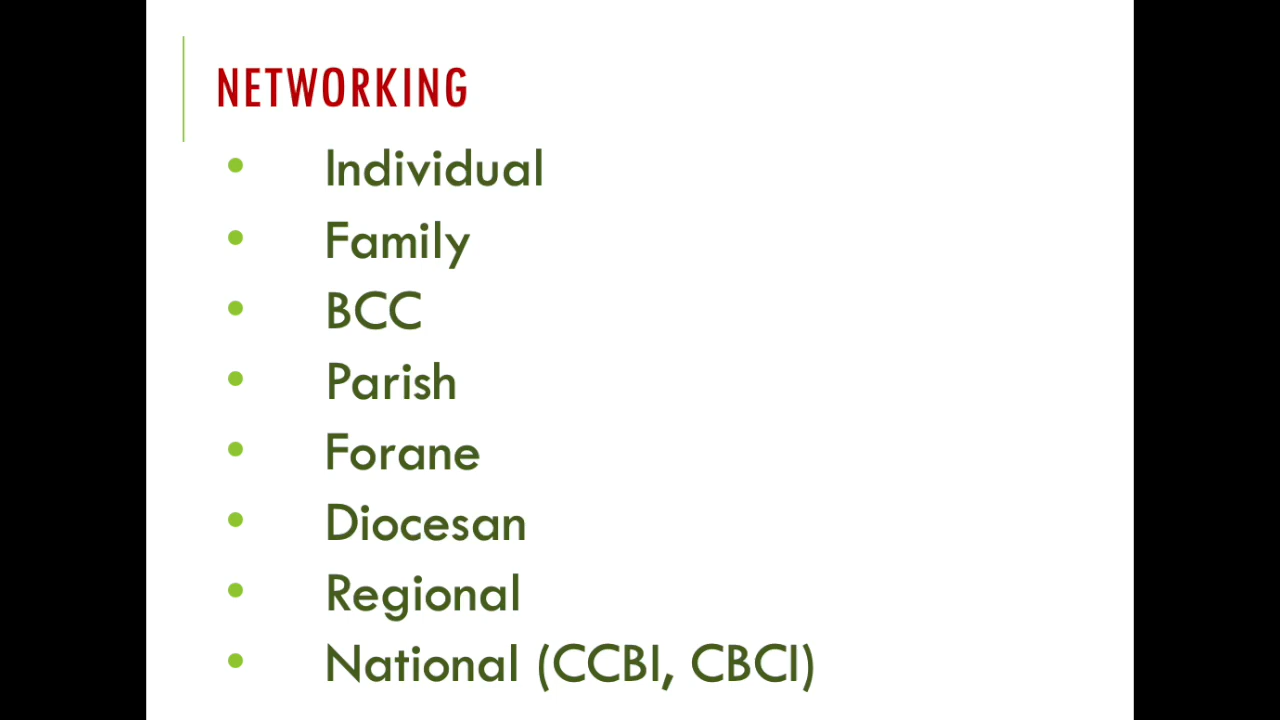 NETWORKING
• Individual
• Family
• BCC
• Parish
• Forane
• Diocesan
• Regional
• National (CCBI, CBCI)